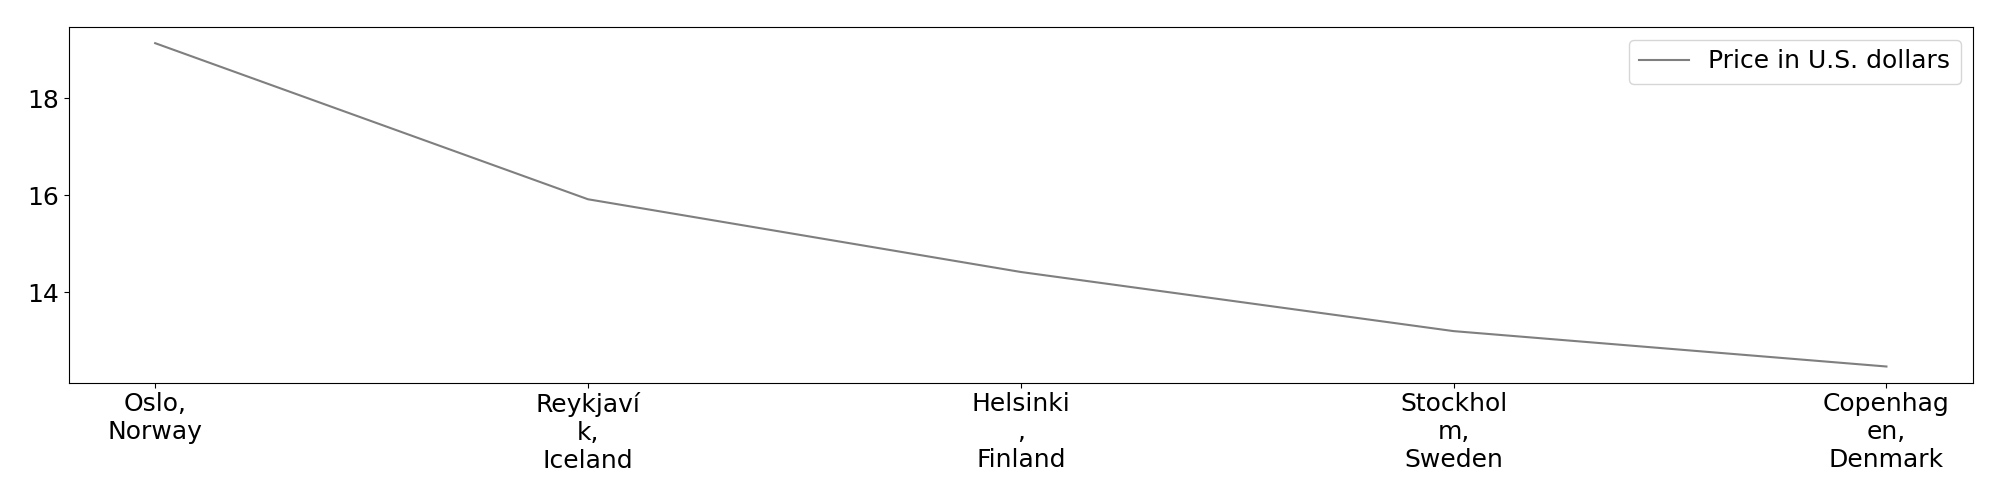 Price in U.S. dollars
18
16
14
Oslo,
Norway
Reykjaví
k,
Iceland
Helsinki
,
Finland
Stockhol
m,
Sweden
Copenhag
en,
Denmark